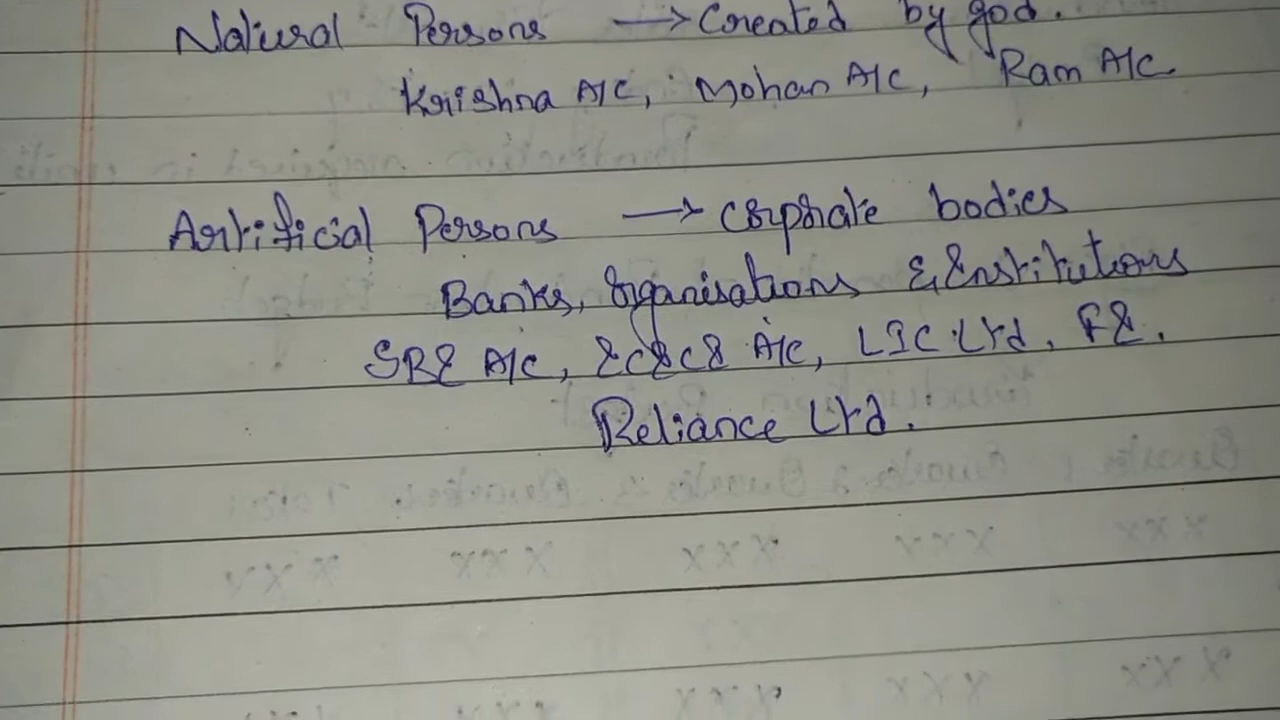 Natural Persons → Created by god.
Krishna A/C, Mohan A/C, Ram A/C.
Artificial Persons → Corporate bodies
Banks, Organisations & Institutions
SBI A/C, ICICI A/C, LIC Ltd,
Reliance Ltd.